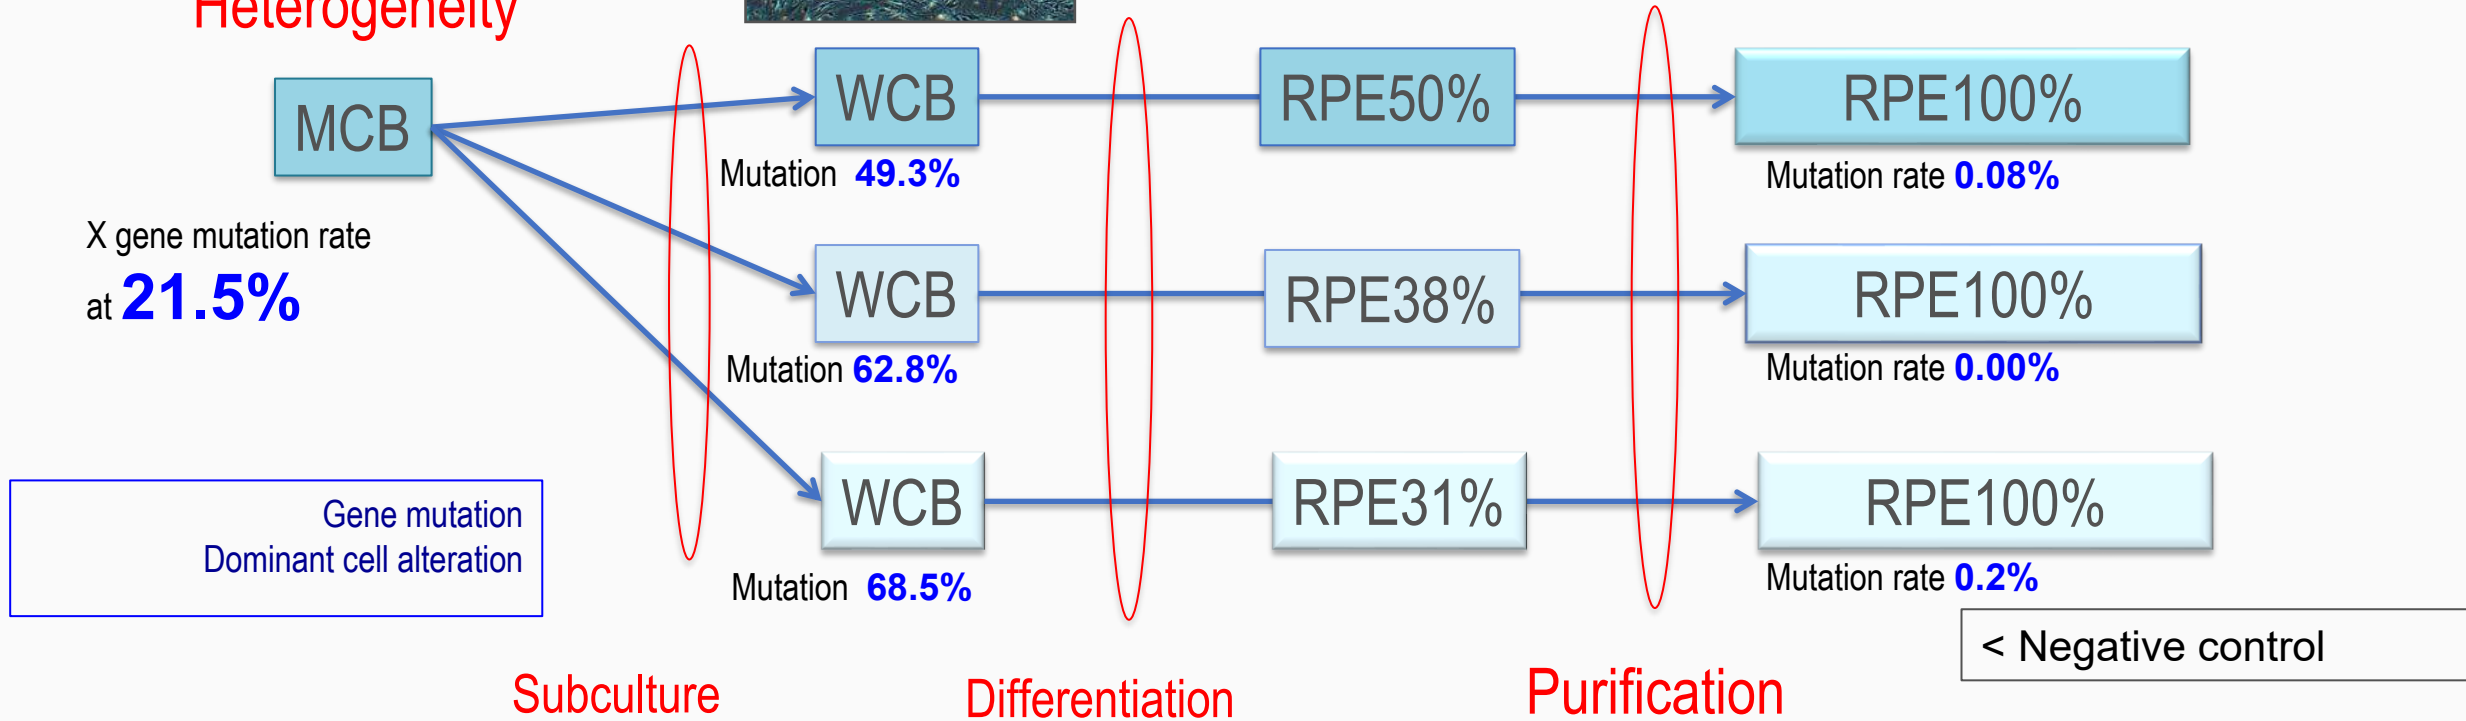 Heterogeneity
MCB
X gene mutation rate
at 21.5%
WCB
Mutation 49.3%
RPE50%
RPE100%
Mutation rate 0.08%
WCB
Mutation 62.8%
RPE38%
RPE100%
Mutation rate 0.00%
WCB
Mutation 68.5%
RPE31%
RPE100%
Mutation rate 0.2%
Gene mutation
Dominant cell alteration
< Negative control
Subculture
Differentiation
Purification